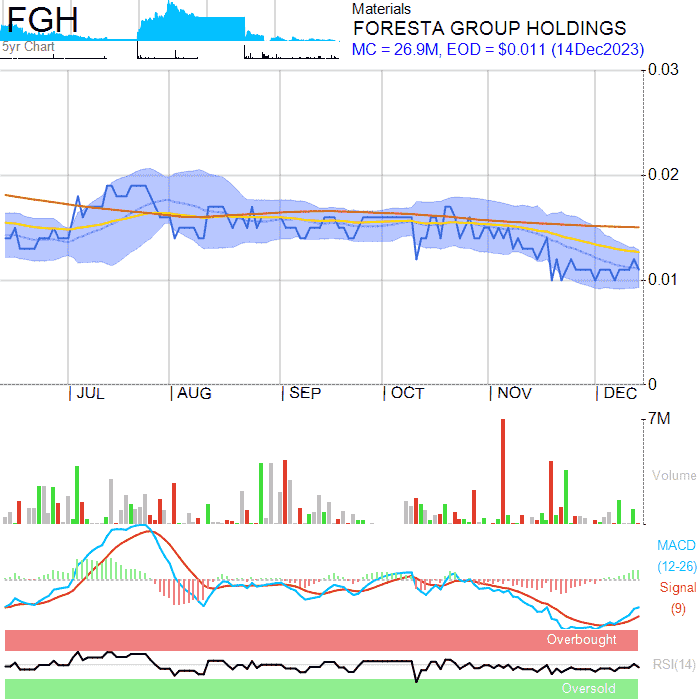 FGH
5yr Chart
Materials
FORESTA GROUP HOLDINGS
MC = 26.9M, EOD = $0.011 (14Dec2023)
0.03
0.02
0.01
0
| JUL | AUG | SEP | OCT | NOV | DEC
7M
Volume
MACD
(12-26)
Signal
(9)
Overbought
RSI(14)
Oversold